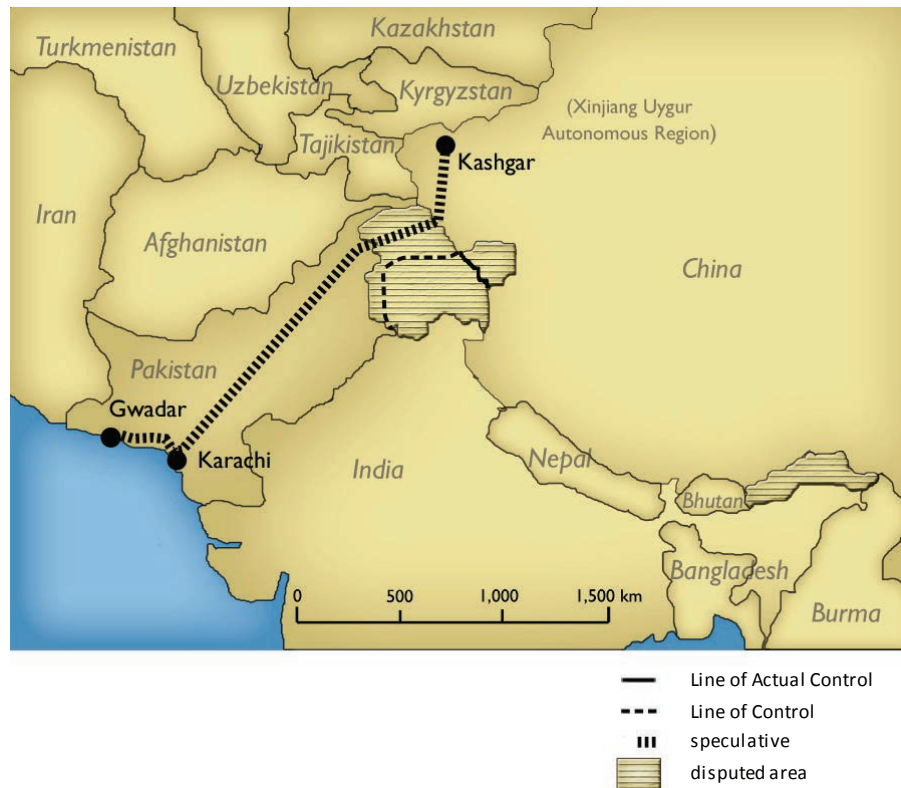 Kazakhstan
Turkmenistan
Uzbekistan
Kyrgyzstan
(Xinjiang Uygur
Autonomous Region)
Tajikistan
Kashgar
Iran
Afghanistan
China
Pakistan
Gwadar
Karachi
India
Nepal
Bhutan
Bangladesh
Burma
0 500 1,000 1,500 km
Line of Actual Control
Line of Control
speculative
disputed area